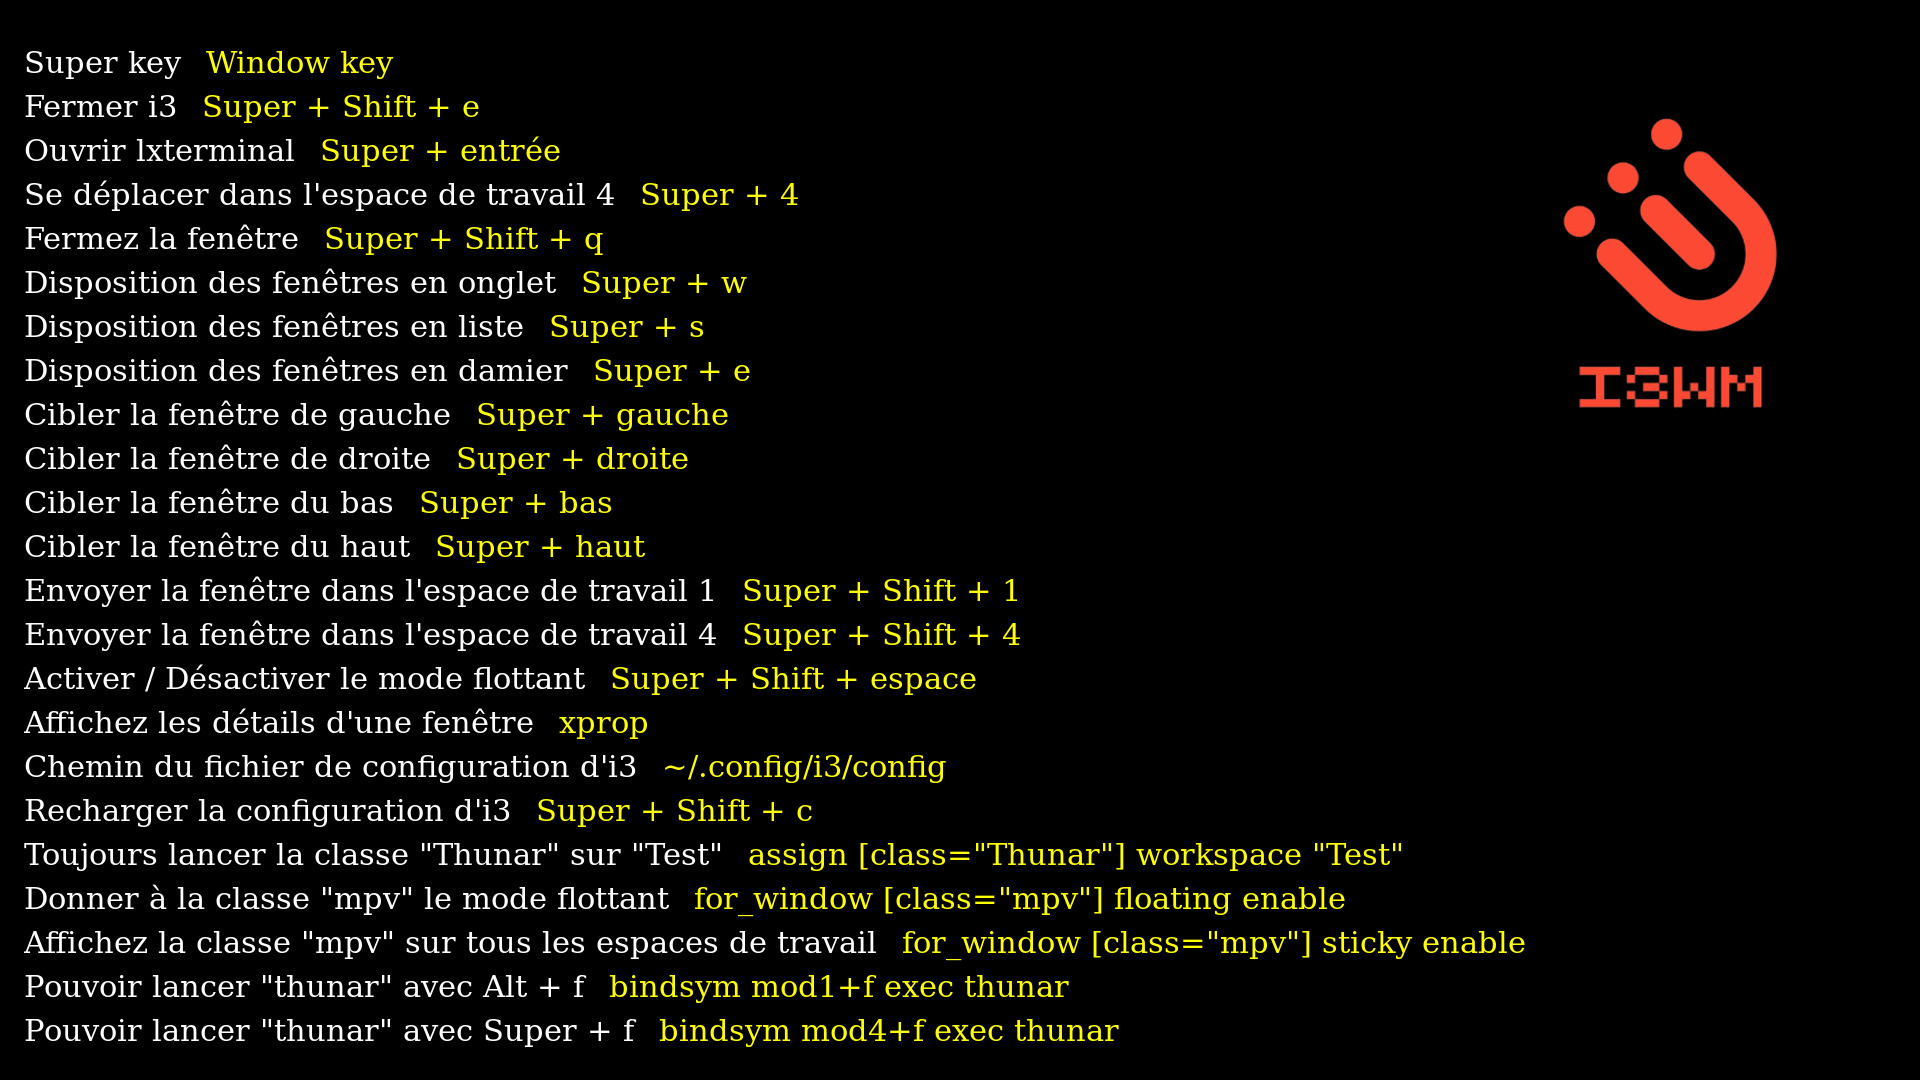 Super key Window key
Fermer i3 Super + Shift + e
Ouvrir lxterminal Super + entrée
Se déplacer dans l'espace de travail 4 Super + 4
Fermez la fenêtre Super + Shift + q
Disposition des fenêtres en onglet Super + w
Disposition des fenêtres en liste Super + s
Disposition des fenêtres en damier Super + e
Cibler la fenêtre de gauche Super + gauche
Cibler la fenêtre de droite Super + droite
Cibler la fenêtre du bas Super + bas
Cibler la fenêtre du haut Super + haut
Envoyer la fenêtre dans l'espace de travail 1 Super + Shift + 1
Envoyer la fenêtre dans l'espace de travail 4 Super + Shift + 4
Activer / Désactiver le mode flottant Super + Shift + espace
Affichez les détails d'une fenêtre xprop
Chemin du fichier de configuration d'i3 ~/.config/i3/config
Recharger la configuration d'i3 Super + Shift + c
Toujours lancer la classe "Thunar" sur "Test" assign [class="Thunar"] workspace "Test"
Donner à la classe "mpv" le mode flottant for_window [class="mpv"] floating enable
Affichez la classe "mpv" sur tous les espaces de travail for_window [class="mpv"] sticky enable
Pouvoir lancer "thunar" avec Alt + f bindsym mod1+f exec thunar
Pouvoir lancer "thunar" avec Super + f bindsym mod4+f exec thunar
I3WM